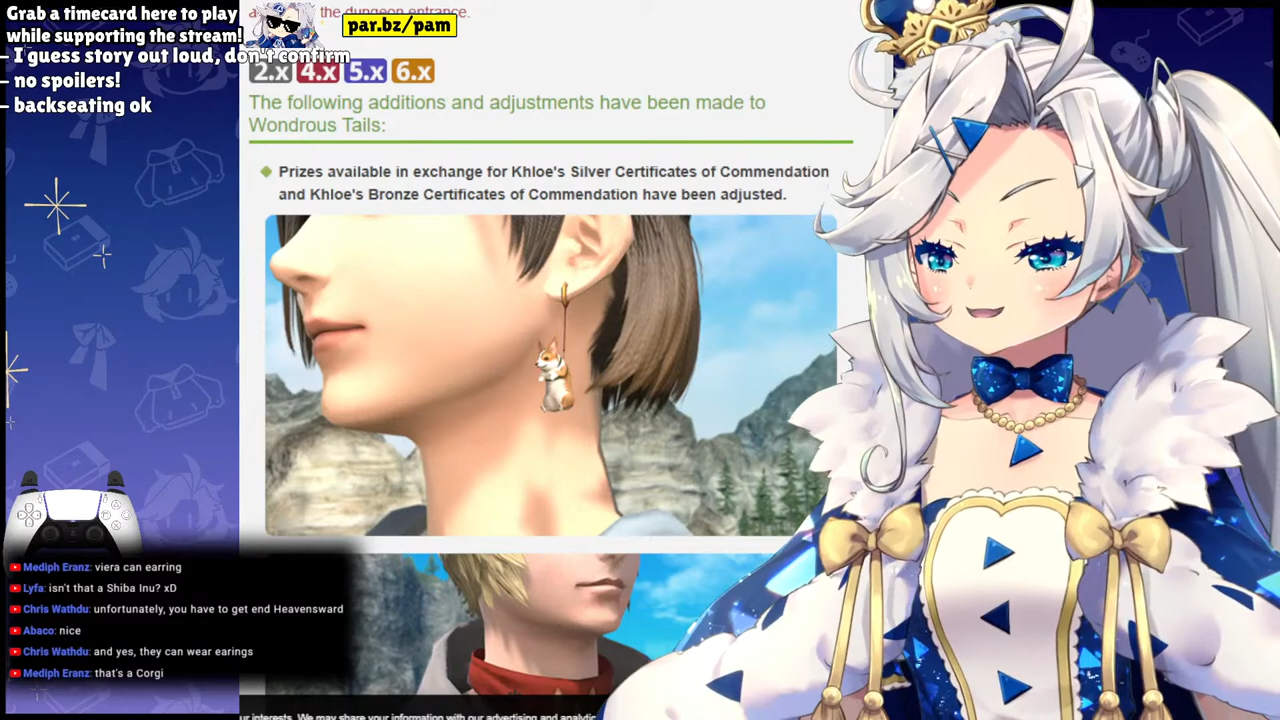 Grab a timecard here to play
while supporting the stream!
- I guess story out loud, don't confirm
- no spoilers!
- backseating ok
par.bz/pam
the dungeon entrance.
2.x 4.x 5.x 6.x
The following additions and adjustments have been made to
Wondrous Tails:
Prizes available in exchange for Khloe's Silver Certificates of Commendation
and Khloe's Bronze Certificates of Commendation have been adjusted.
Mediph Eranz: viera can earring
Lyfa: isn't that a Shiba Inu? xD
Chris Wathdu: unfortunately, you have to get end Heavensward
Abaco: nice
Chris Wathdu: and yes, they can wear earings
Mediph Eranz: that's a Corgi
ur interests. We may share your information with our advertising and analytic